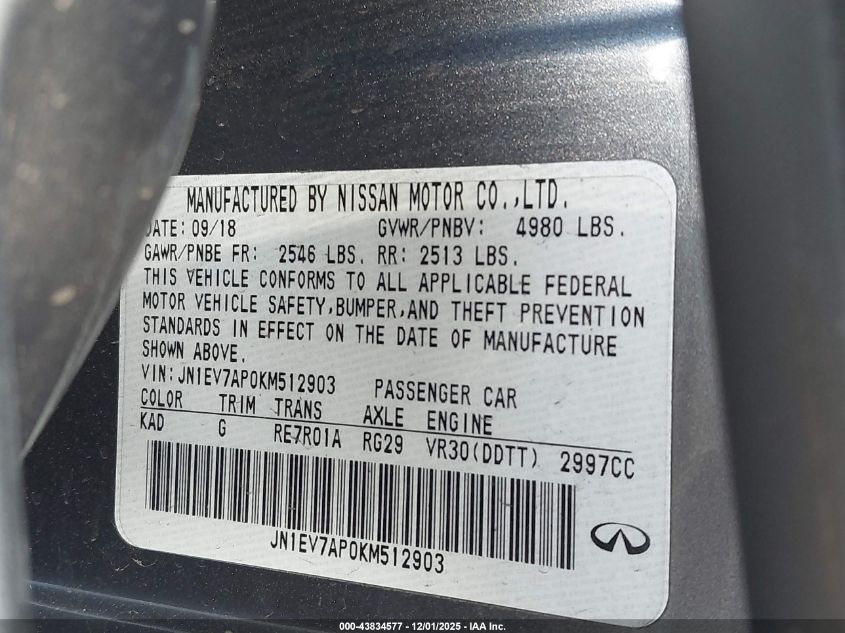 MANUFACTURED BY NISSAN MOTOR CO.,LTD.
DATE: 09/18 GVWR/PNBV: 4980 LBS.
GAWR/PNBE FR: 2546 LBS. RR: 2513 LBS.
THIS VEHICLE CONFORMS TO ALL APPLICABLE FEDERAL
MOTOR VEHICLE SAFETY,BUMPER,AND THEFT PREVENTION
STANDARDS IN EFFECT ON THE DATE OF MANUFACTURE
SHOWN ABOVE.
VIN: JN1EV7AP0KM512903 PASSENGER CAR
COLOR TRIM TRANS AXLE ENGINE
KAD G RE7R01A RG29 VR30(DDTT) 2997CC
JN1EV7AP0KM512903
000-43834577 - 12/01/2025 - IAA Inc.